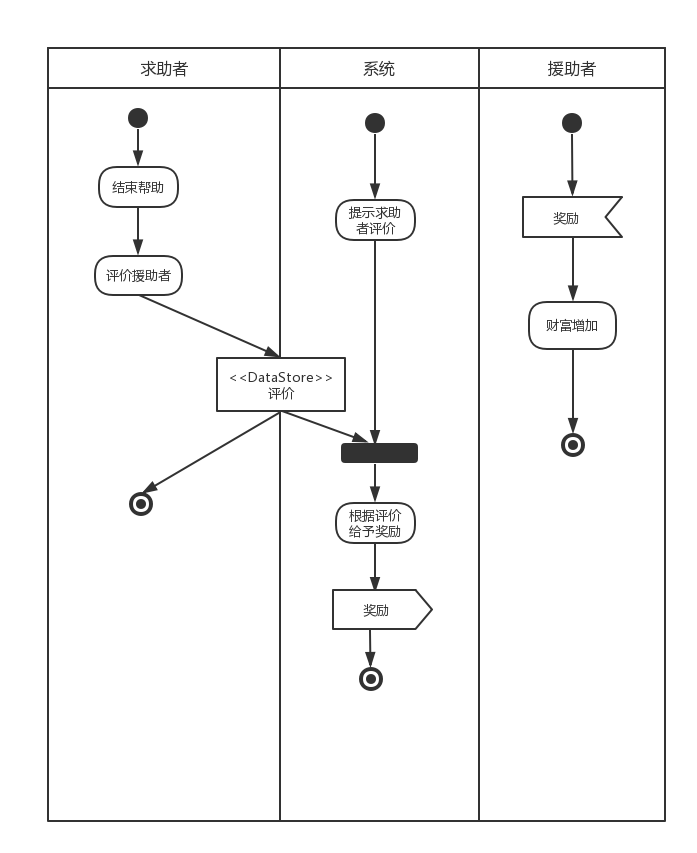 求助者
系统
援助者
结束帮助
评价援助者
<<DataStore>>
评价
提示求助
者评价
根据评价
给予奖励
奖励
奖励
财富增加